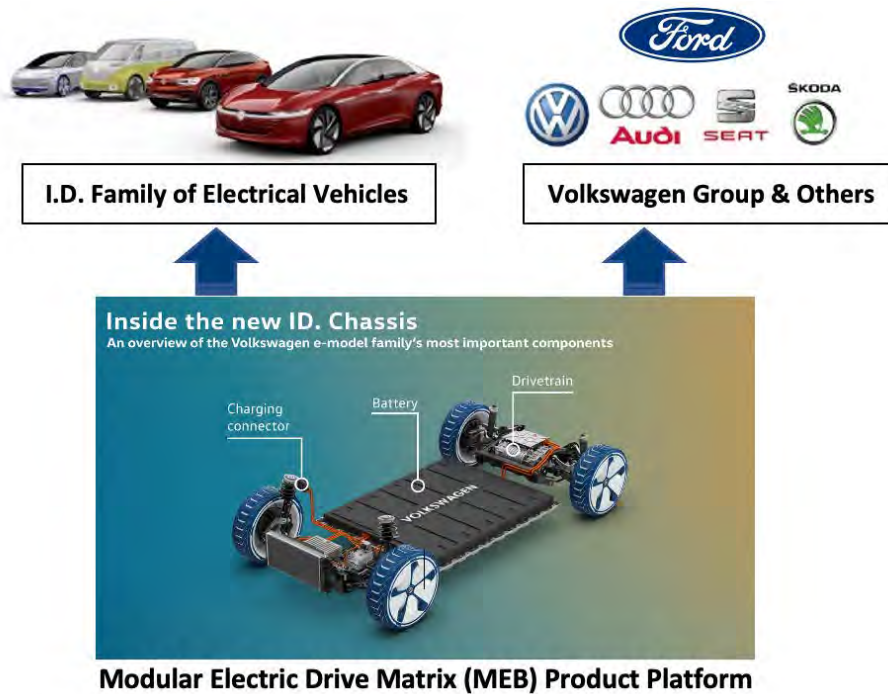 Ford
VW
Audi
SEAT
ŠKODA
I.D. Family of Electrical Vehicles
Volkswagen Group & Others
Inside the new ID. Chassis
An overview of the Volkswagen e-model family's most important components
Charging
connector
Battery
Drivetrain
VOLKSWAGEN
Modular Electric Drive Matrix (MEB) Product Platform